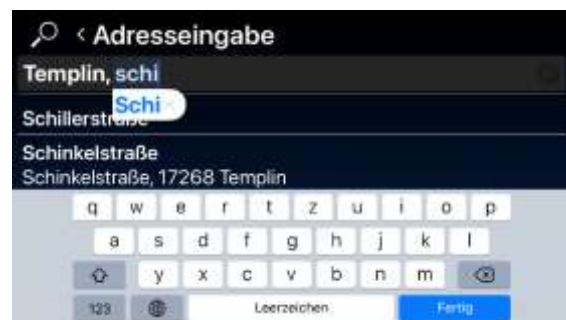 < Adresseingabe
Templin, schi
Schi ×
Schillerstraße
Schinkelstraße
Schinkelstraße, 17268 Templin
q w e r t z u i o p
a s d f g h j k l
y x c v b n m
123 Leerzeichen Fertig